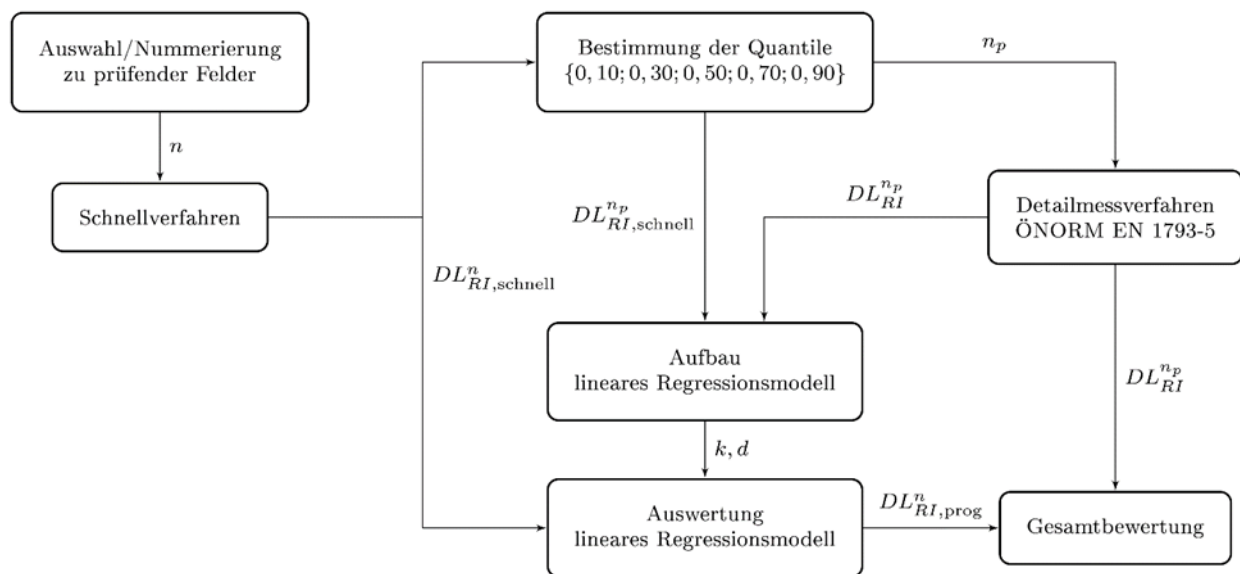 Auswahl/Nummerierung
zu prüfender Felder
n
Schnellverfahren
DL^{n}_{RI,schnell}
Bestimmung der Quantile
{0, 10; 0, 30; 0, 50; 0, 70; 0, 90}
n_p
DL^{n_p}_{RI,schnell}
DL^{n_p}_{RI}
Detailmessverfahren
ÖNORM EN 1793-5
Aufbau
lineares Regressionsmodell
DL^{n_p}_{RI}
k, d
Auswertung
lineares Regressionsmodell
DL^{n}_{RI,prog}
Gesamtbewertung